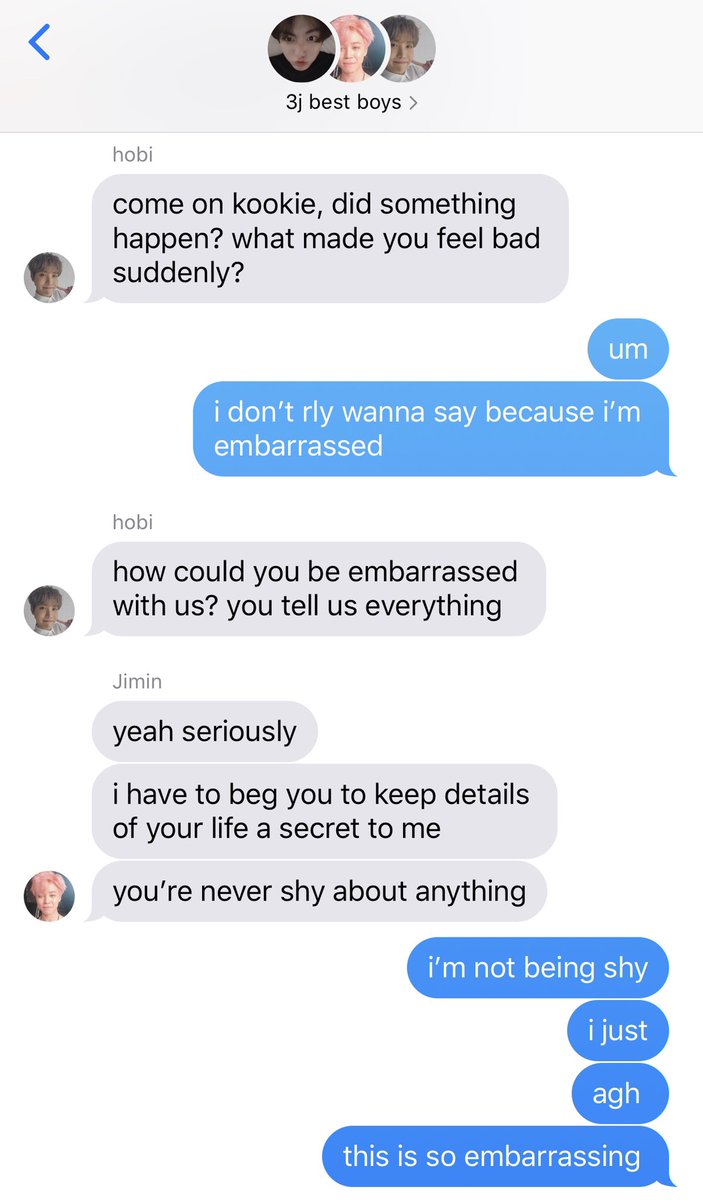 3j best boys >
hobi
come on kookie, did something
happen? what made you feel bad
suddenly?
um
i don’t rly wanna say because i’m
embarrassed
hobi
how could you be embarrassed
with us? you tell us everything
Jimin
yeah seriously
i have to beg you to keep details
of your life a secret to me
you’re never shy about anything
i’m not being shy
i just
agh
this is so embarrassing